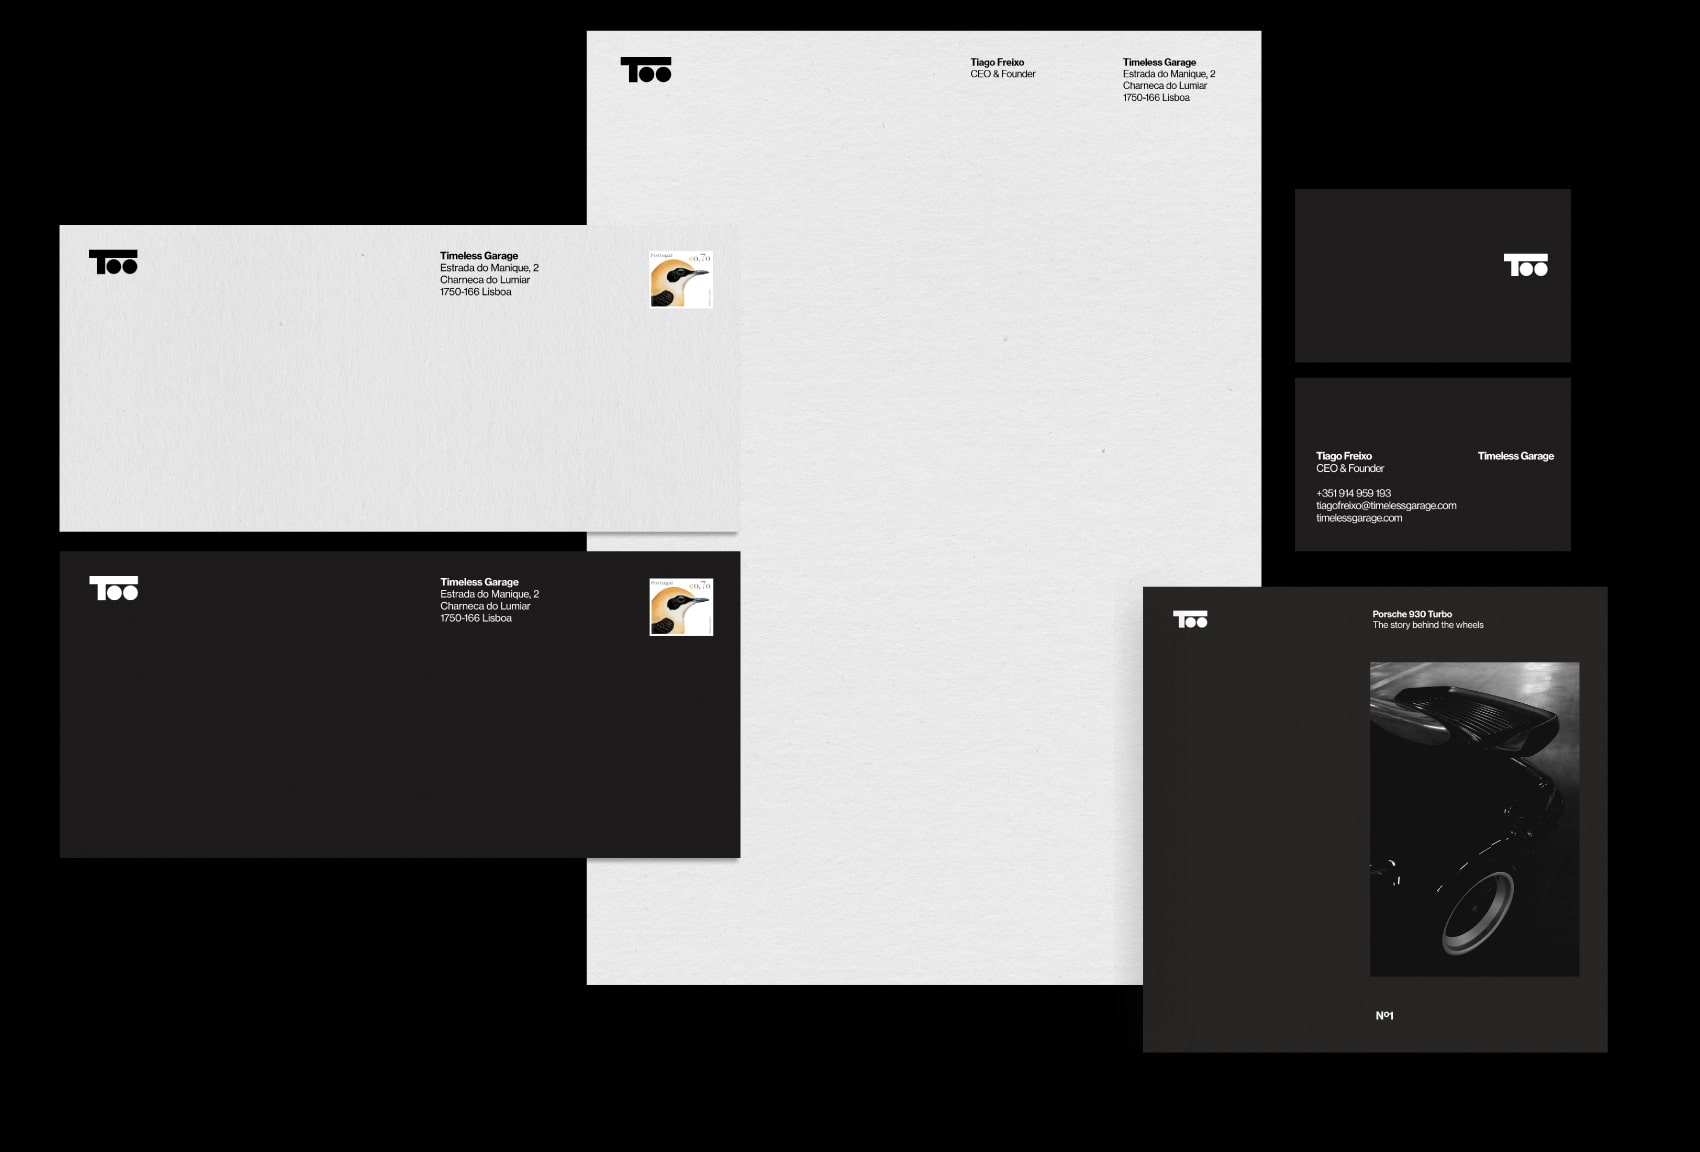 Too
Tiago Freixo
CEO & Founder
Timeless Garage
Estrada do Manique, 2
Charneca do Lumiar
1750-166 Lisboa
Too
Timeless Garage
Estrada do Manique, 2
Charneca do Lumiar
1750-166 Lisboa
Portugal
€0,70
Too
Timeless Garage
Estrada do Manique, 2
Charneca do Lumiar
1750-166 Lisboa
Portugal
€0,70
Too
Tiago Freixo
CEO & Founder
Timeless Garage
+351 914 959 193
tiagofreixo@timelessgarage.com
timelessgarage.com
Too
Porsche 930 Turbo
The story behind the wheels
Nº1